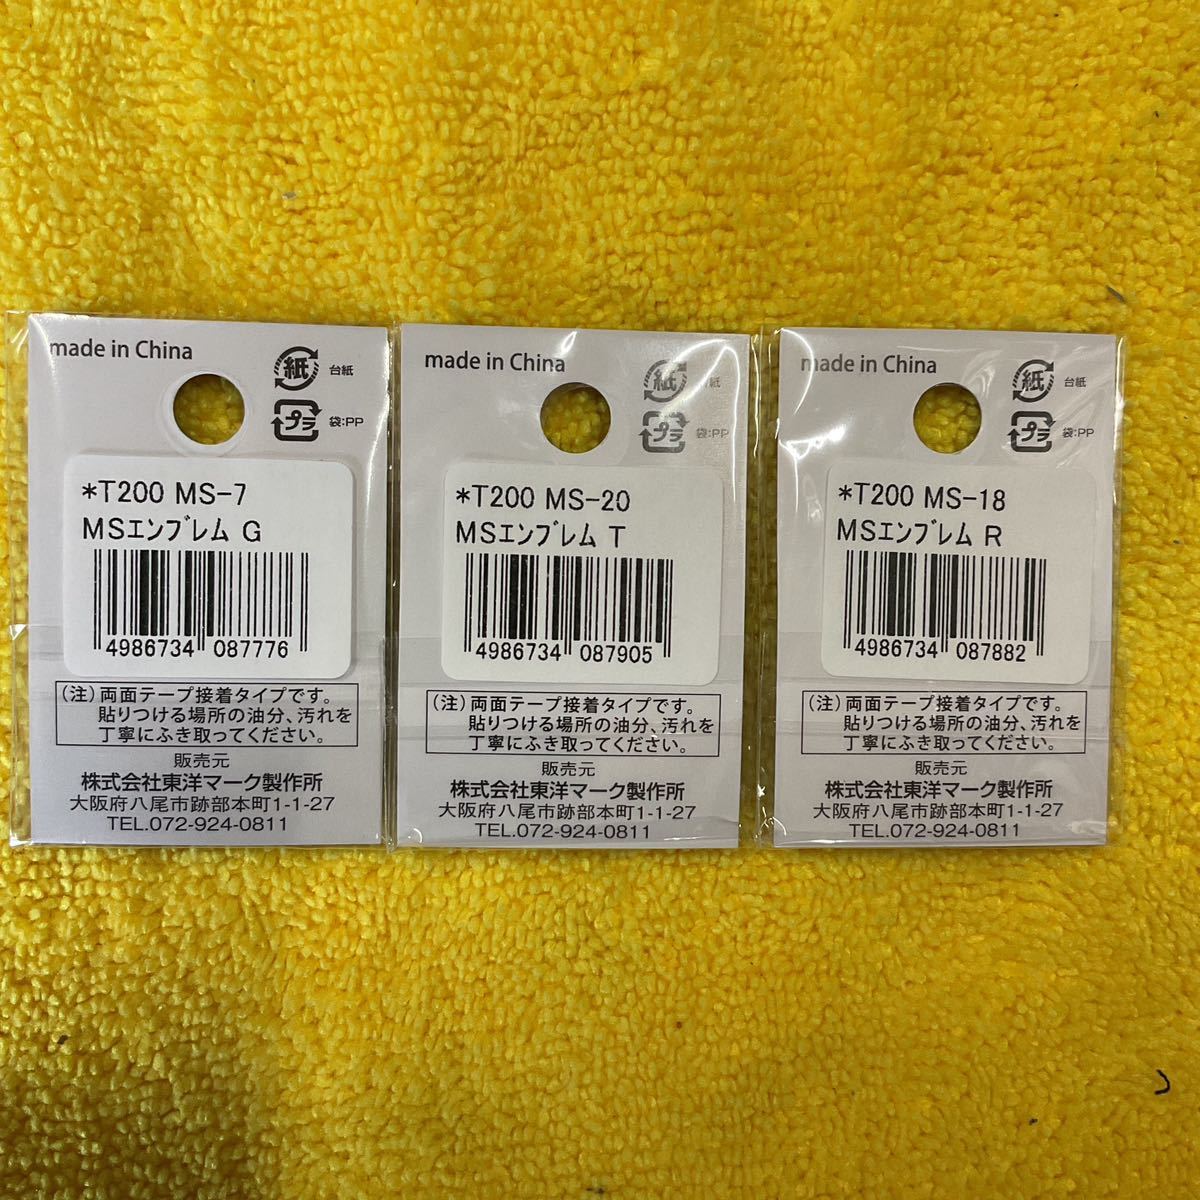 made in China
紙 台紙
プラ 袋:PP
*T200 MS-7
MSエンブレム G
4986734 087776
(注)両面テープ接着タイプです。
貼りつける場所の油分、汚れを
丁寧にふき取ってください。
販売元
株式会社東洋マーク製作所
大阪府八尾市跡部本町1-1-27
TEL.072-924-0811
made in China
紙 台紙
プラ 袋:PP
*T200 MS-20
MSエンブレム T
4986734 087905
(注)両面テープ接着タイプです。
貼りつける場所の油分、汚れを
丁寧にふき取ってください。
販売元
株式会社東洋マーク製作所
大阪府八尾市跡部本町1-1-27
TEL.072-924-0811
made in China
紙 台紙
プラ 袋:PP
*T200 MS-18
MSエンブレム R
4986734 087882
(注)両面テープ接着タイプです。
貼りつける場所の油分、汚れを
丁寧にふき取ってください。
販売元
株式会社東洋マーク製作所
大阪府八尾市跡部本町1-1-27
TEL.072-924-0811